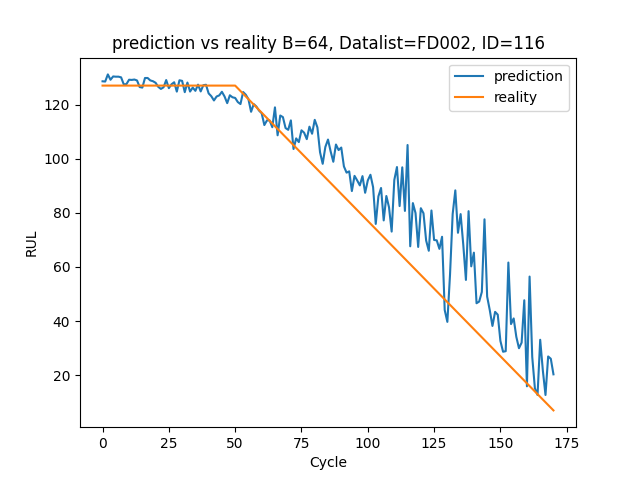 prediction vs reality B=64, Datalist=FD002, ID=116
prediction
reality
RUL
120
100
80
60
40
20
0 25 50 75 100 125 150 175
Cycle